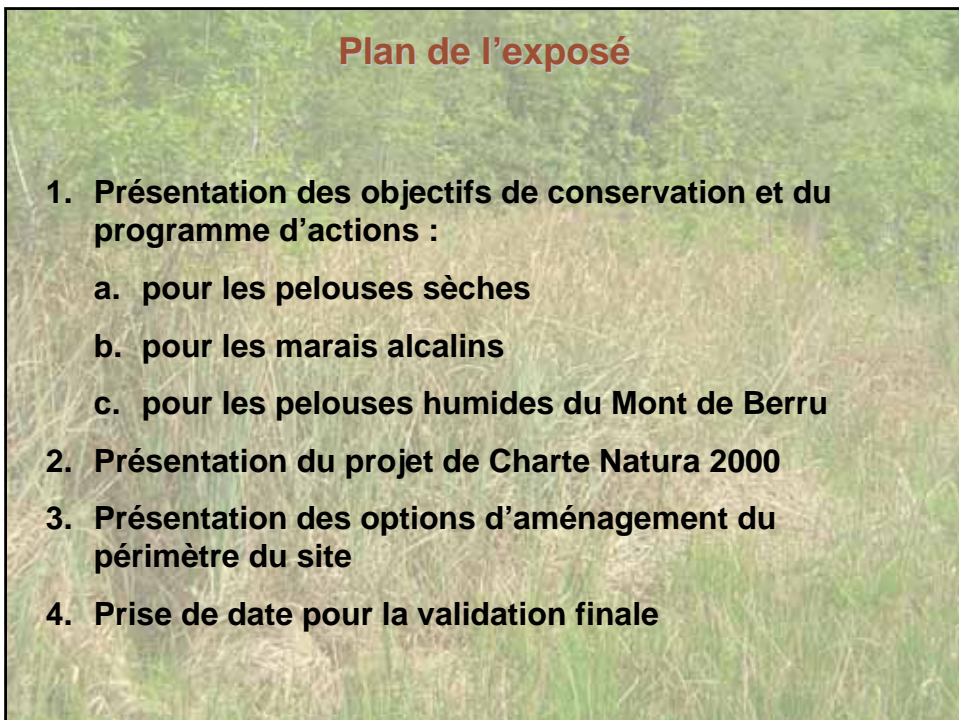 Plan de l’exposé
1. Présentation des objectifs de conservation et du
programme d’actions :
a. pour les pelouses sèches
b. pour les marais alcalins
c. pour les pelouses humides du Mont de Berru
2. Présentation du projet de Charte Natura 2000
3. Présentation des options d’aménagement du
périmètre du site
4. Prise de date pour la validation finale